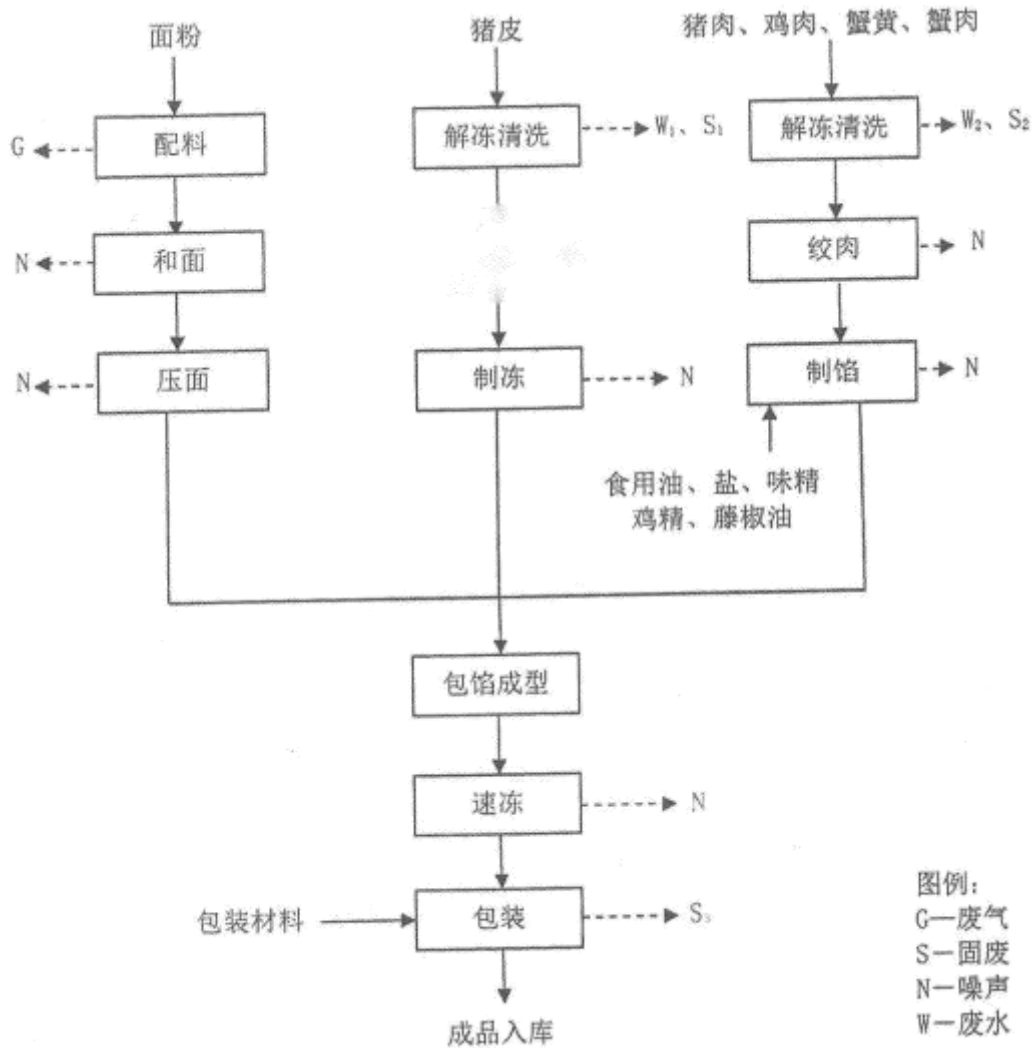 面粉
猪皮
猪肉、鸡肉、蟹黄、蟹肉
G
配料
解冻清洗
W₁、S₁
解冻清洗
W₂、S₂
N
和面
绞肉
N
N
压面
制冻
N
制馅
N
食用油、盐、味精
鸡精、藤椒油
包馅成型
速冻
N
包装材料
包装
S₃
成品入库
图例：
G—废气
S—固废
N—噪声
W—废水